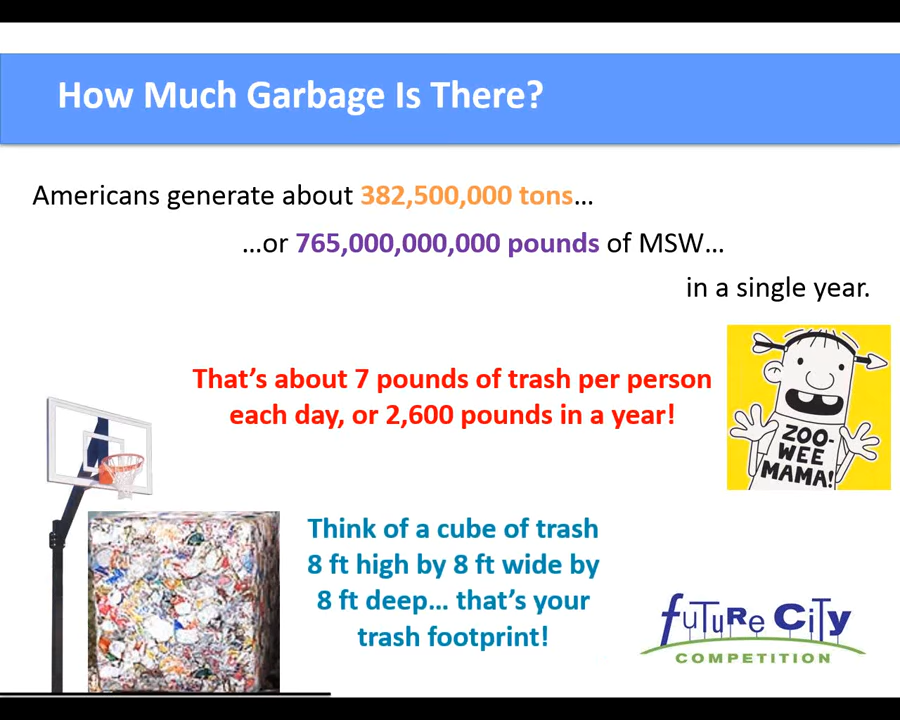 How Much Garbage Is There?
Americans generate about 382,500,000 tons…
…or 765,000,000,000 pounds of MSW…
in a single year.
That's about 7 pounds of trash per person
each day, or 2,600 pounds in a year!
ZOO-
WEE
MAMA!
Think of a cube of trash
8 ft high by 8 ft wide by
8 ft deep… that's your
trash footprint!
fuTuRe CiTy
COMPETITION